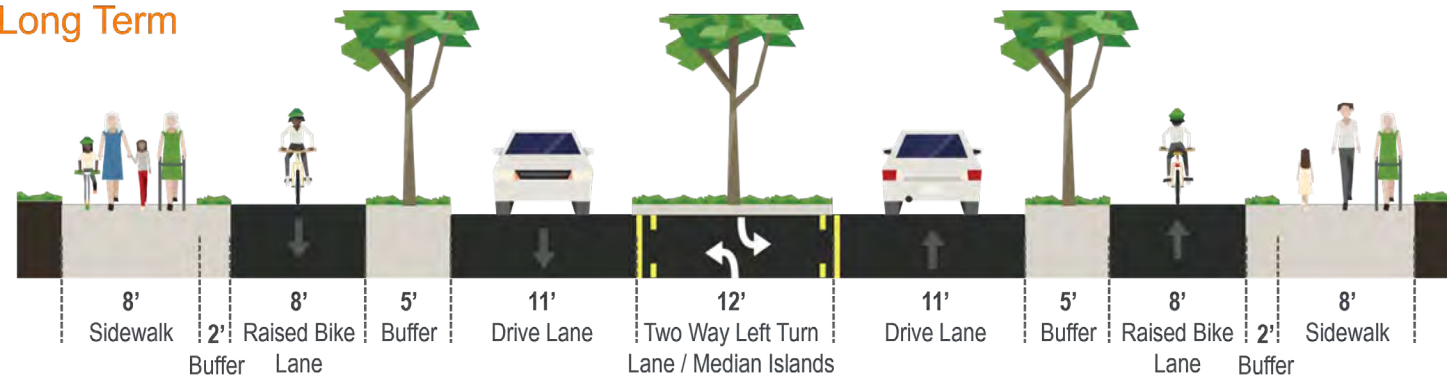 Long Term
8’ 8’ 5’ 11’ 12’ 11’ 5’ 8’ 8’
Sidewalk 2’ Raised Bike Buffer Drive Lane Two Way Left Turn Drive Lane Buffer Raised Bike 2’ Sidewalk
Buffer Lane Lane / Median Islands Lane Buffer